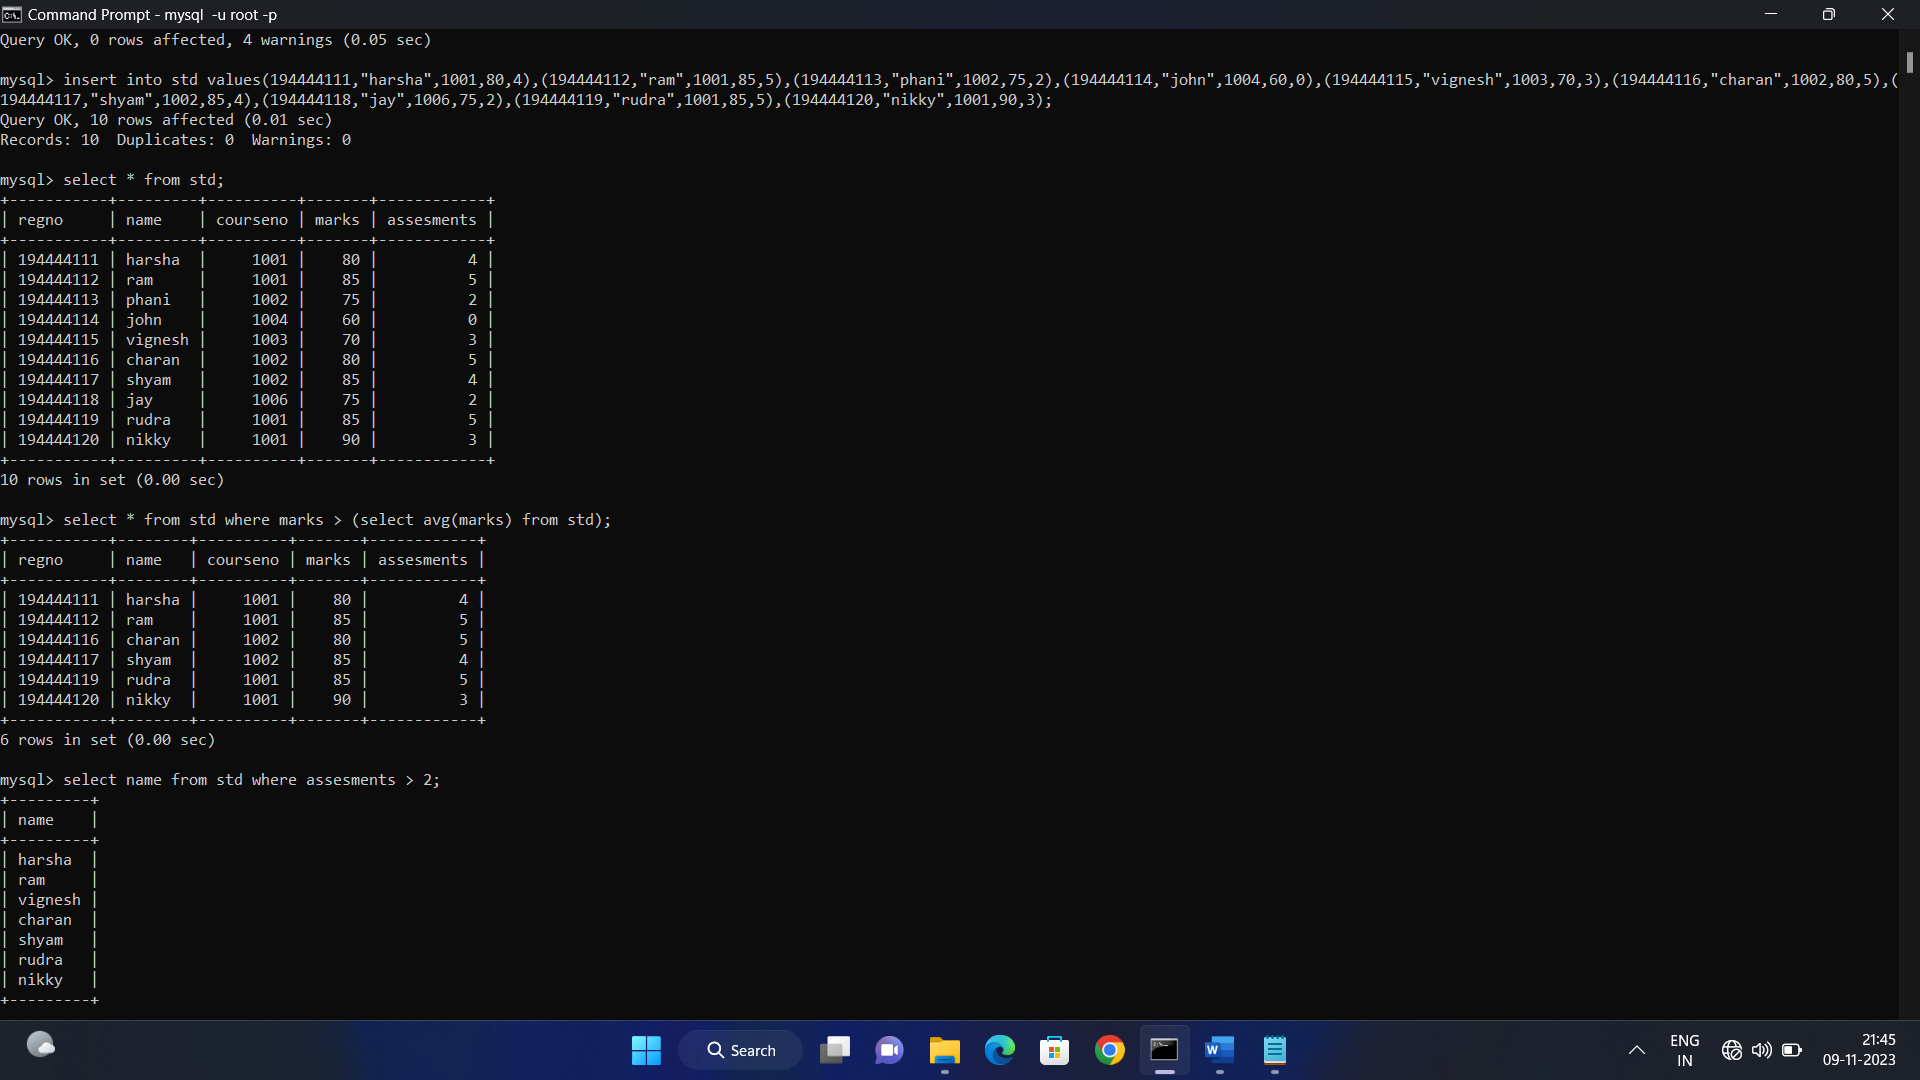 Command Prompt - mysql  -u root -p
Query OK, 0 rows affected, 4 warnings (0.05 sec)
mysql> insert into std values(194444111,"harsha",1001,80,4),(194444112,"ram",1001,85,5),(194444113,"phani",1002,75,2),(194444114,"john",1004,60,0),(194444115,"vignesh",1003,70,3),(194444116,"charan",1002,80,5),(
194444117,"shyam",1002,85,4),(194444118,"jay",1006,75,2),(194444119,"rudra",1001,85,5),(194444120,"nikky",1001,90,3);
Query OK, 10 rows affected (0.01 sec)
Records: 10  Duplicates: 0  Warnings: 0
mysql> select * from std;
+-----------+---------+----------+-------+------------+
| regno     | name    | courseno | marks | assesments |
+-----------+---------+----------+-------+------------+
| 194444111 | harsha  |     1001 |    80 |          4 |
| 194444112 | ram     |     1001 |    85 |          5 |
| 194444113 | phani   |     1002 |    75 |          2 |
| 194444114 | john    |     1004 |    60 |          0 |
| 194444115 | vignesh |     1003 |    70 |          3 |
| 194444116 | charan  |     1002 |    80 |          5 |
| 194444117 | shyam   |     1002 |    85 |          4 |
| 194444118 | jay     |     1006 |    75 |          2 |
| 194444119 | rudra   |     1001 |    85 |          5 |
| 194444120 | nikky   |     1001 |    90 |          3 |
+-----------+---------+----------+-------+------------+
10 rows in set (0.00 sec)
mysql> select * from std where marks > (select avg(marks) from std);
+-----------+--------+----------+-------+------------+
| regno     | name   | courseno | marks | assesments |
+-----------+--------+----------+-------+------------+
| 194444111 | harsha |     1001 |    80 |          4 |
| 194444112 | ram    |     1001 |    85 |          5 |
| 194444116 | charan |     1002 |    80 |          5 |
| 194444117 | shyam  |     1002 |    85 |          4 |
| 194444119 | rudra  |     1001 |    85 |          5 |
| 194444120 | nikky  |     1001 |    90 |          3 |
+-----------+--------+----------+-------+------------+
6 rows in set (0.00 sec)
mysql> select name from std where assesments > 2;
+---------+
| name    |
+---------+
| harsha  |
| ram     |
| vignesh |
| charan  |
| shyam   |
| rudra   |
| nikky   |
+---------+
Search
ENG
IN
21:45
09-11-2023